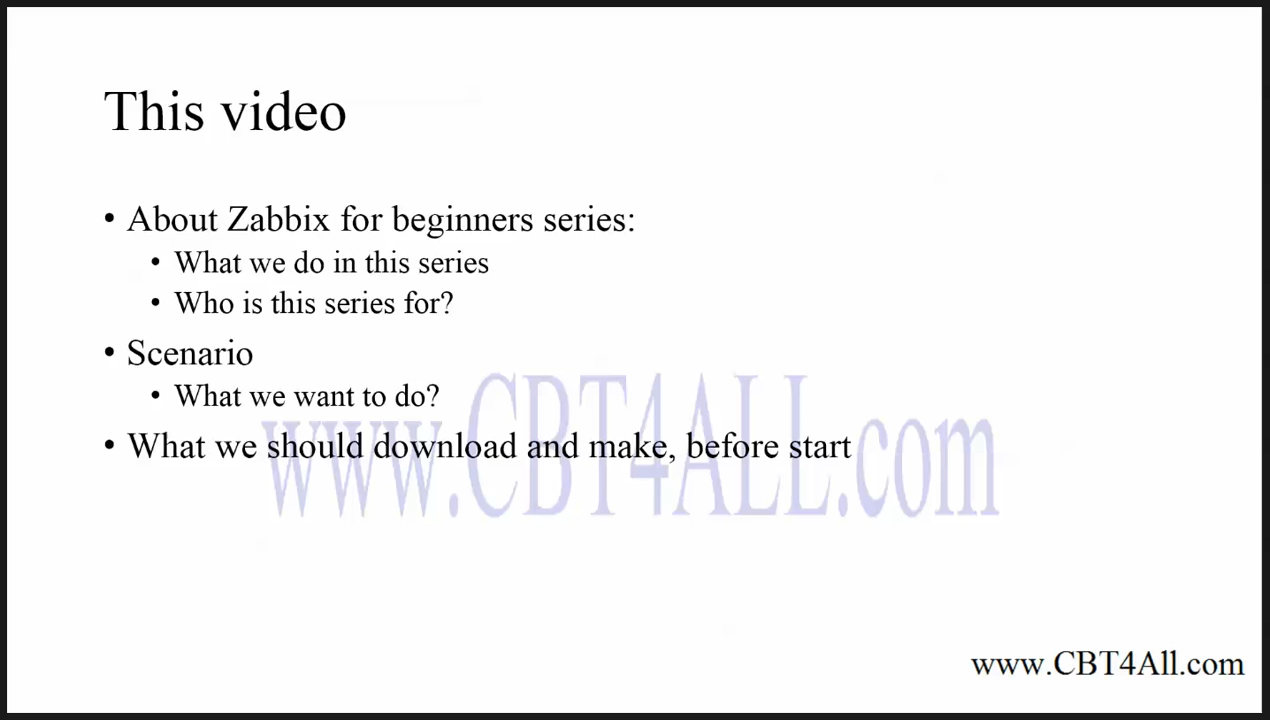 This video
• About Zabbix for beginners series:
• What we do in this series
• Who is this series for?
• Scenario
• What we want to do?
• What we should download and make, before start
www.CBT4ALL.com
www.CBT4All.com